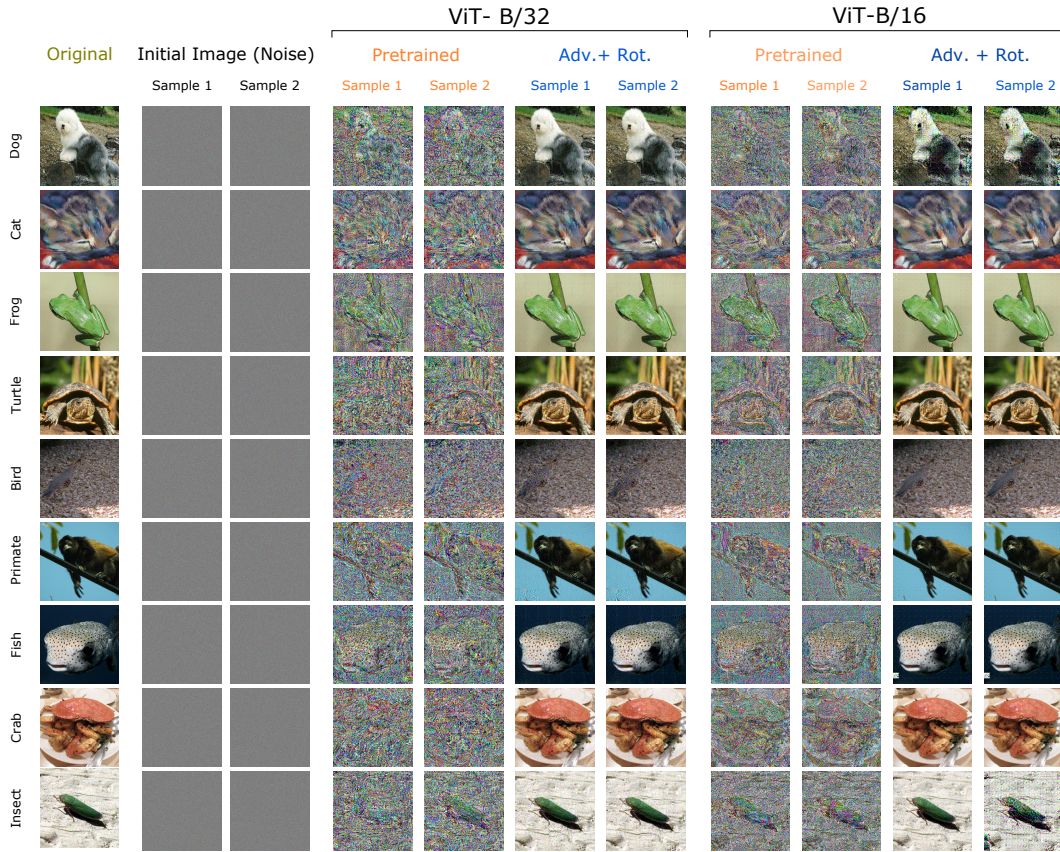 ViT- B/32
ViT-B/16
Original
Initial Image (Noise)
Pretrained
Adv.+ Rot.
Pretrained
Adv. + Rot.
Sample 1
Sample 2
Sample 1
Sample 2
Sample 1
Sample 2
Sample 1
Sample 2
Sample 1
Sample 2
Dog
Cat
Frog
Turtle
Bird
Primate
Fish
Crab
Insect